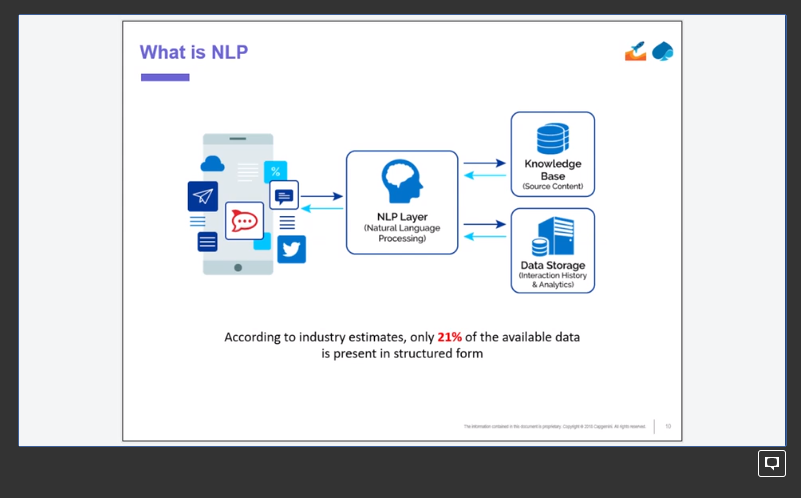 What is NLP
%
Knowledge
Base
(Source Content)
NLP Layer
(Natural Language
Processing)
Data Storage
(Interaction History
& Analytics)
According to industry estimates, only 21% of the available data
is present in structured form
The information contained in this document is proprietary. Copyright © 2018 Capgemini. All rights reserved.
10